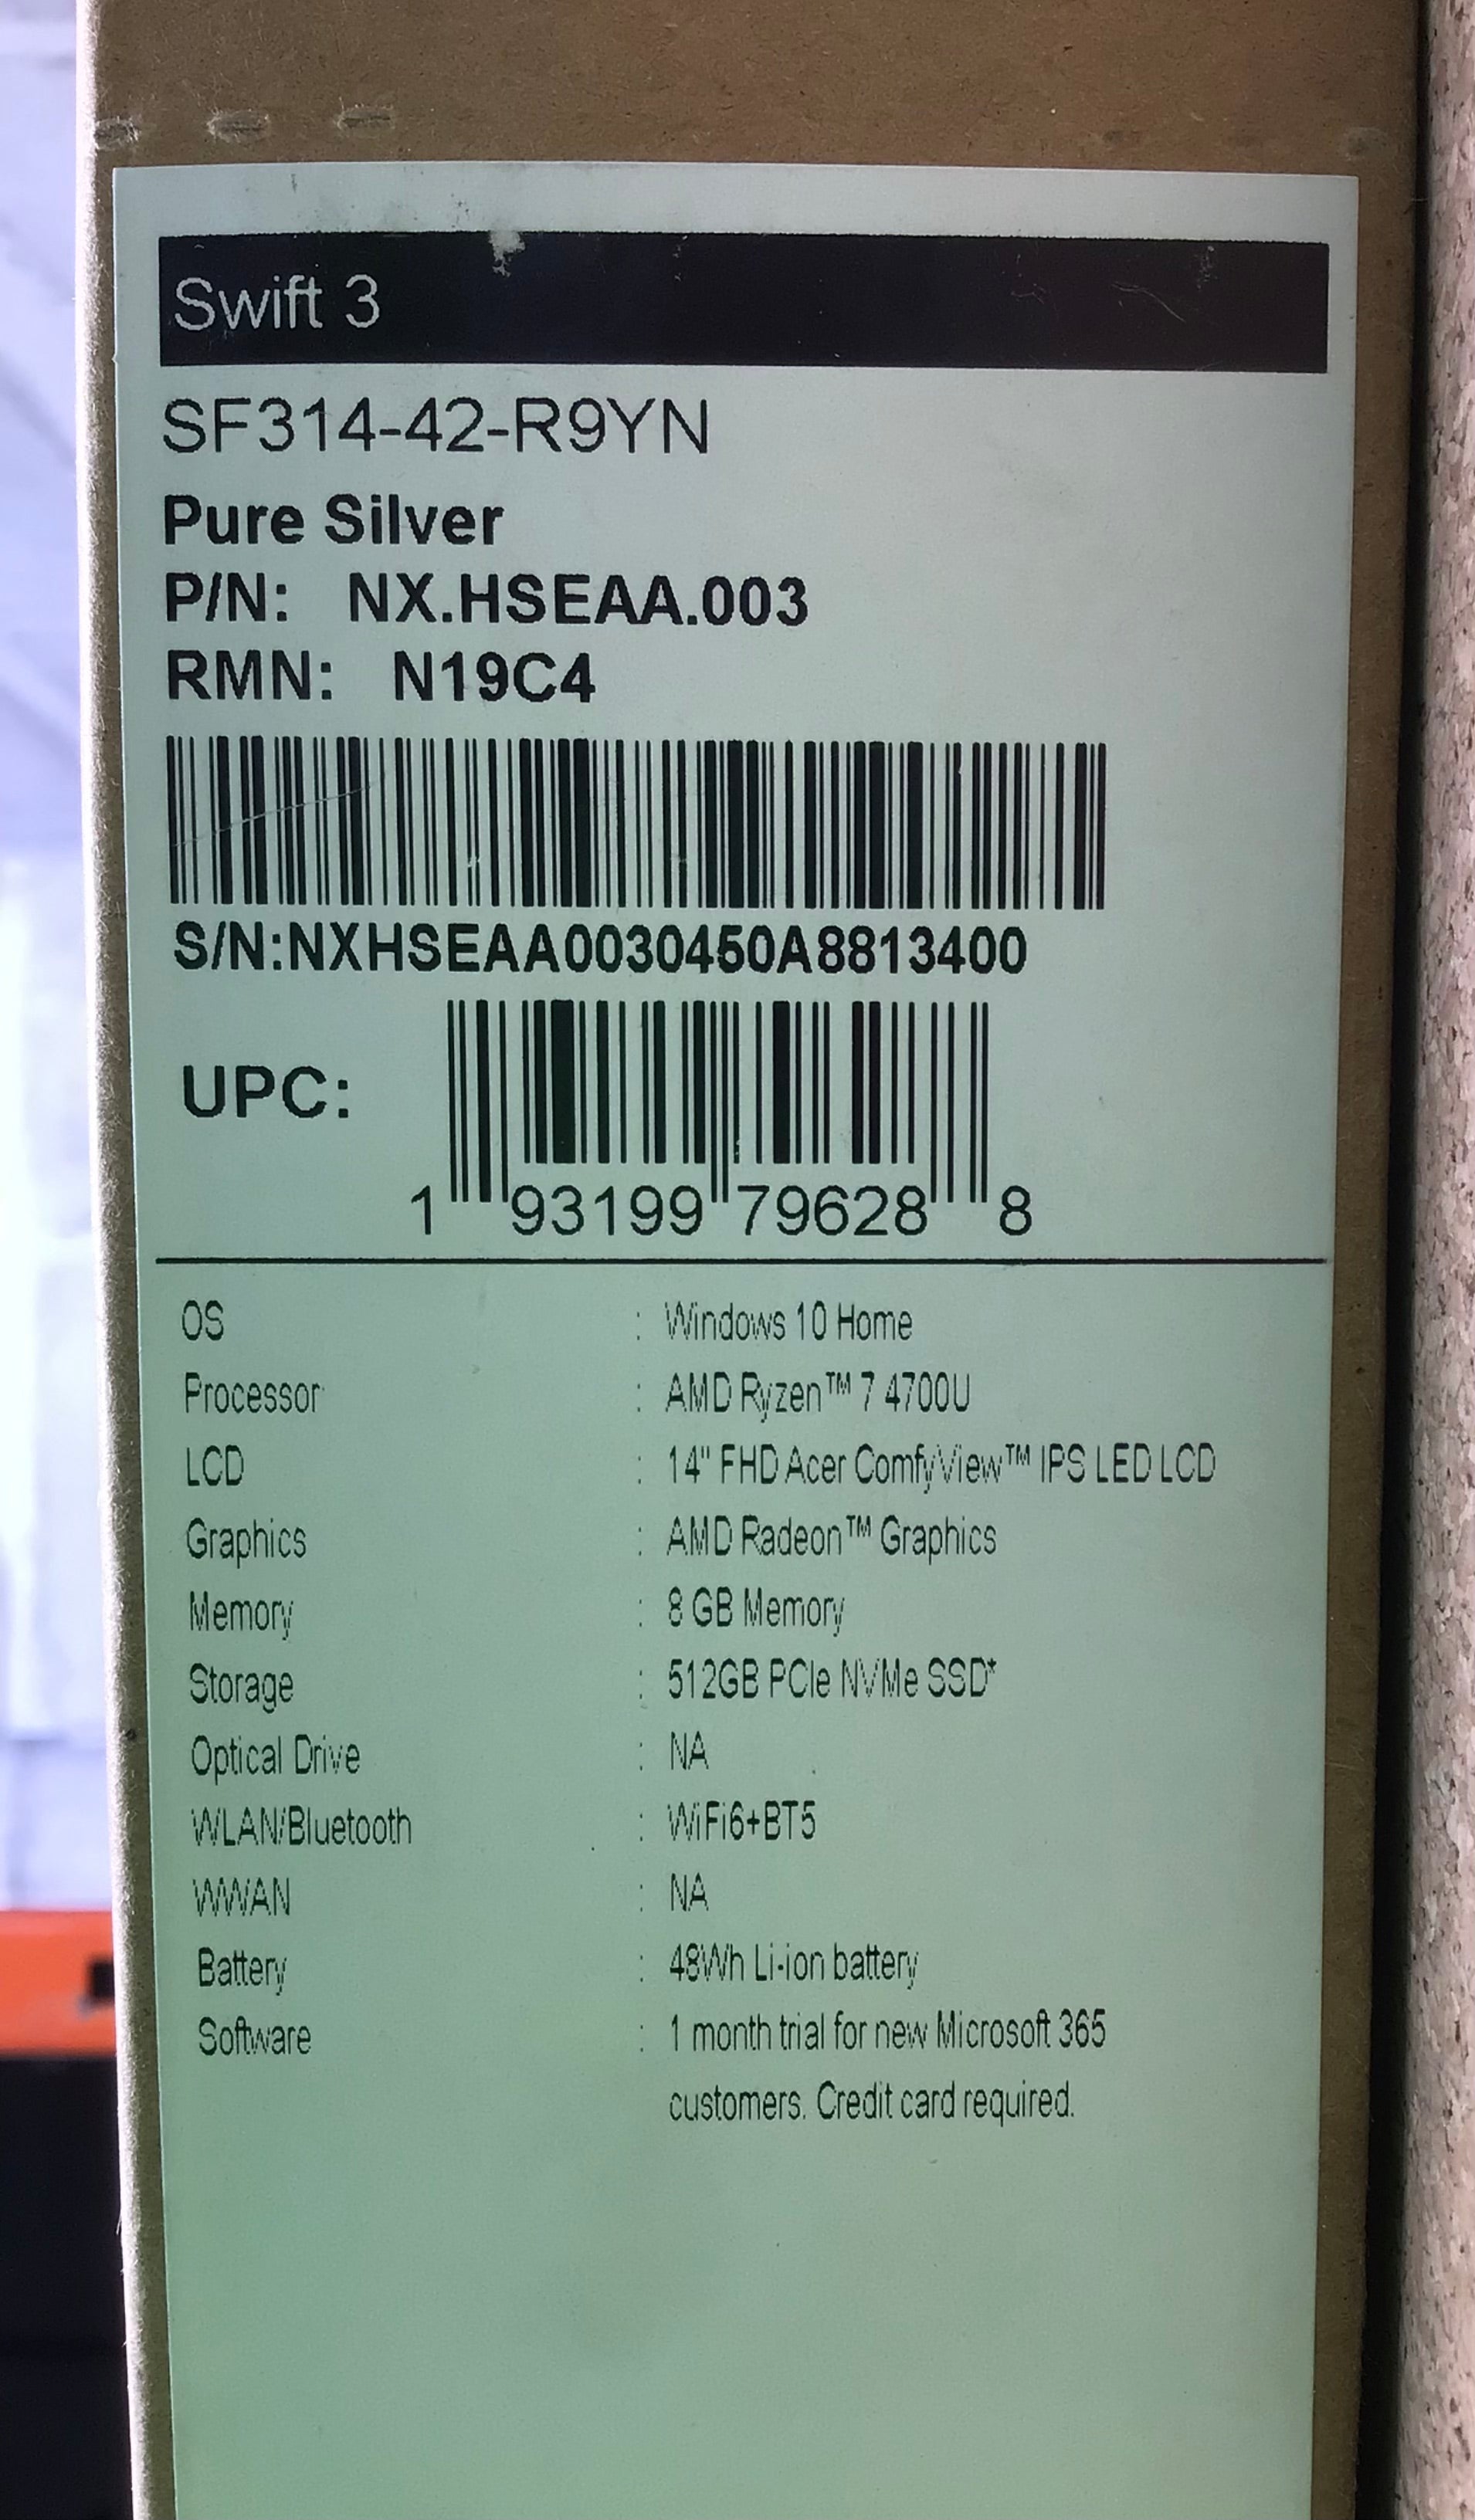 Swift 3
SF314-42-R9YN
Pure Silver
P/N: NX.HSEAA.003
RMN: N19C4
S/N:NXHSEAA0030450A8813400
UPC:
1 93199 79628 8
OS : Windows 10 Home
Processor : AMD Ryzen™ 7 4700U
LCD : 14" FHD Acer ComfyView™ IPS LED LCD
Graphics : AMD Radeon™ Graphics
Memory : 8 GB Memory
Storage : 512GB PCIe NVMe SSD*
Optical Drive : NA
WLAN/Bluetooth : WiFi6+BT5
WWAN : NA
Battery : 48Wh Li-ion battery
Software : 1 month trial for new Microsoft 365
customers. Credit card required.